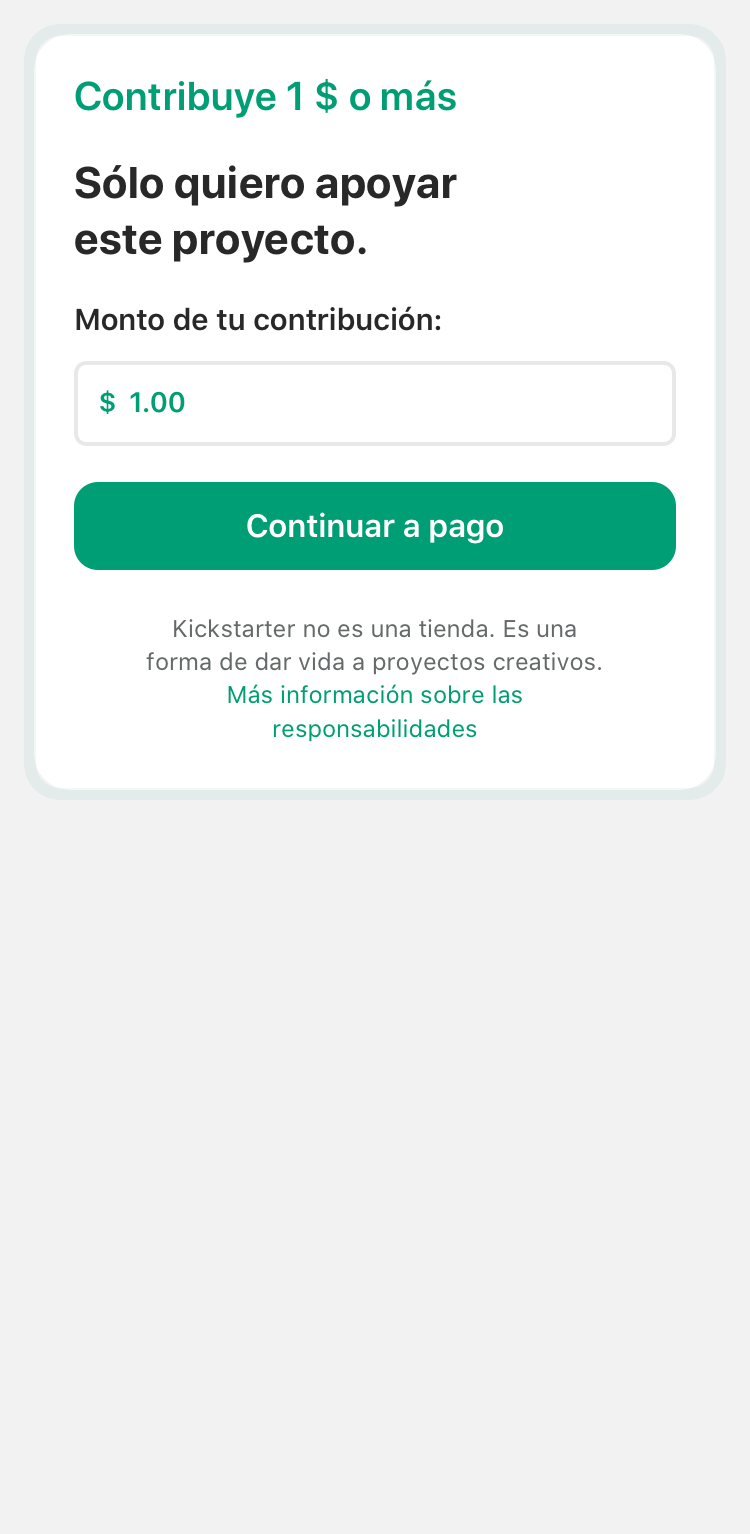 Contribuye 1 $ o más
Sólo quiero apoyar
este proyecto.
Monto de tu contribución:
$ 1.00
Continuar a pago
Kickstarter no es una tienda. Es una
forma de dar vida a proyectos creativos.
Más información sobre las
responsabilidades